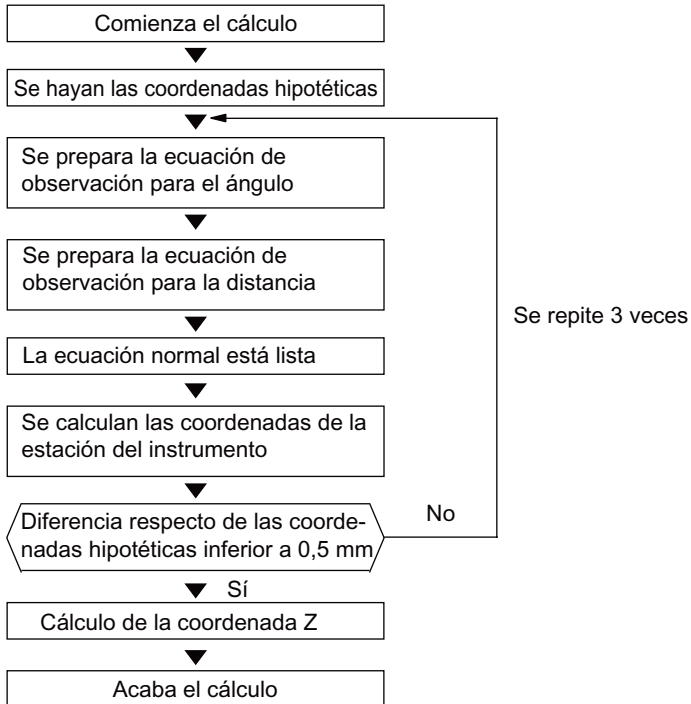 Comienza el cálculo
Se hayan las coordenadas hipotéticas
Se prepara la ecuación de
observación para el ángulo
Se prepara la ecuación de
observación para la distancia
Se repite 3 veces
La ecuación normal está lista
Se calculan las coordenadas de la
estación del instrumento
Diferencia respecto de las coorde-
nadas hipotéticas inferior a 0,5 mm
No
Sí
Cálculo de la coordenada Z
Acaba el cálculo